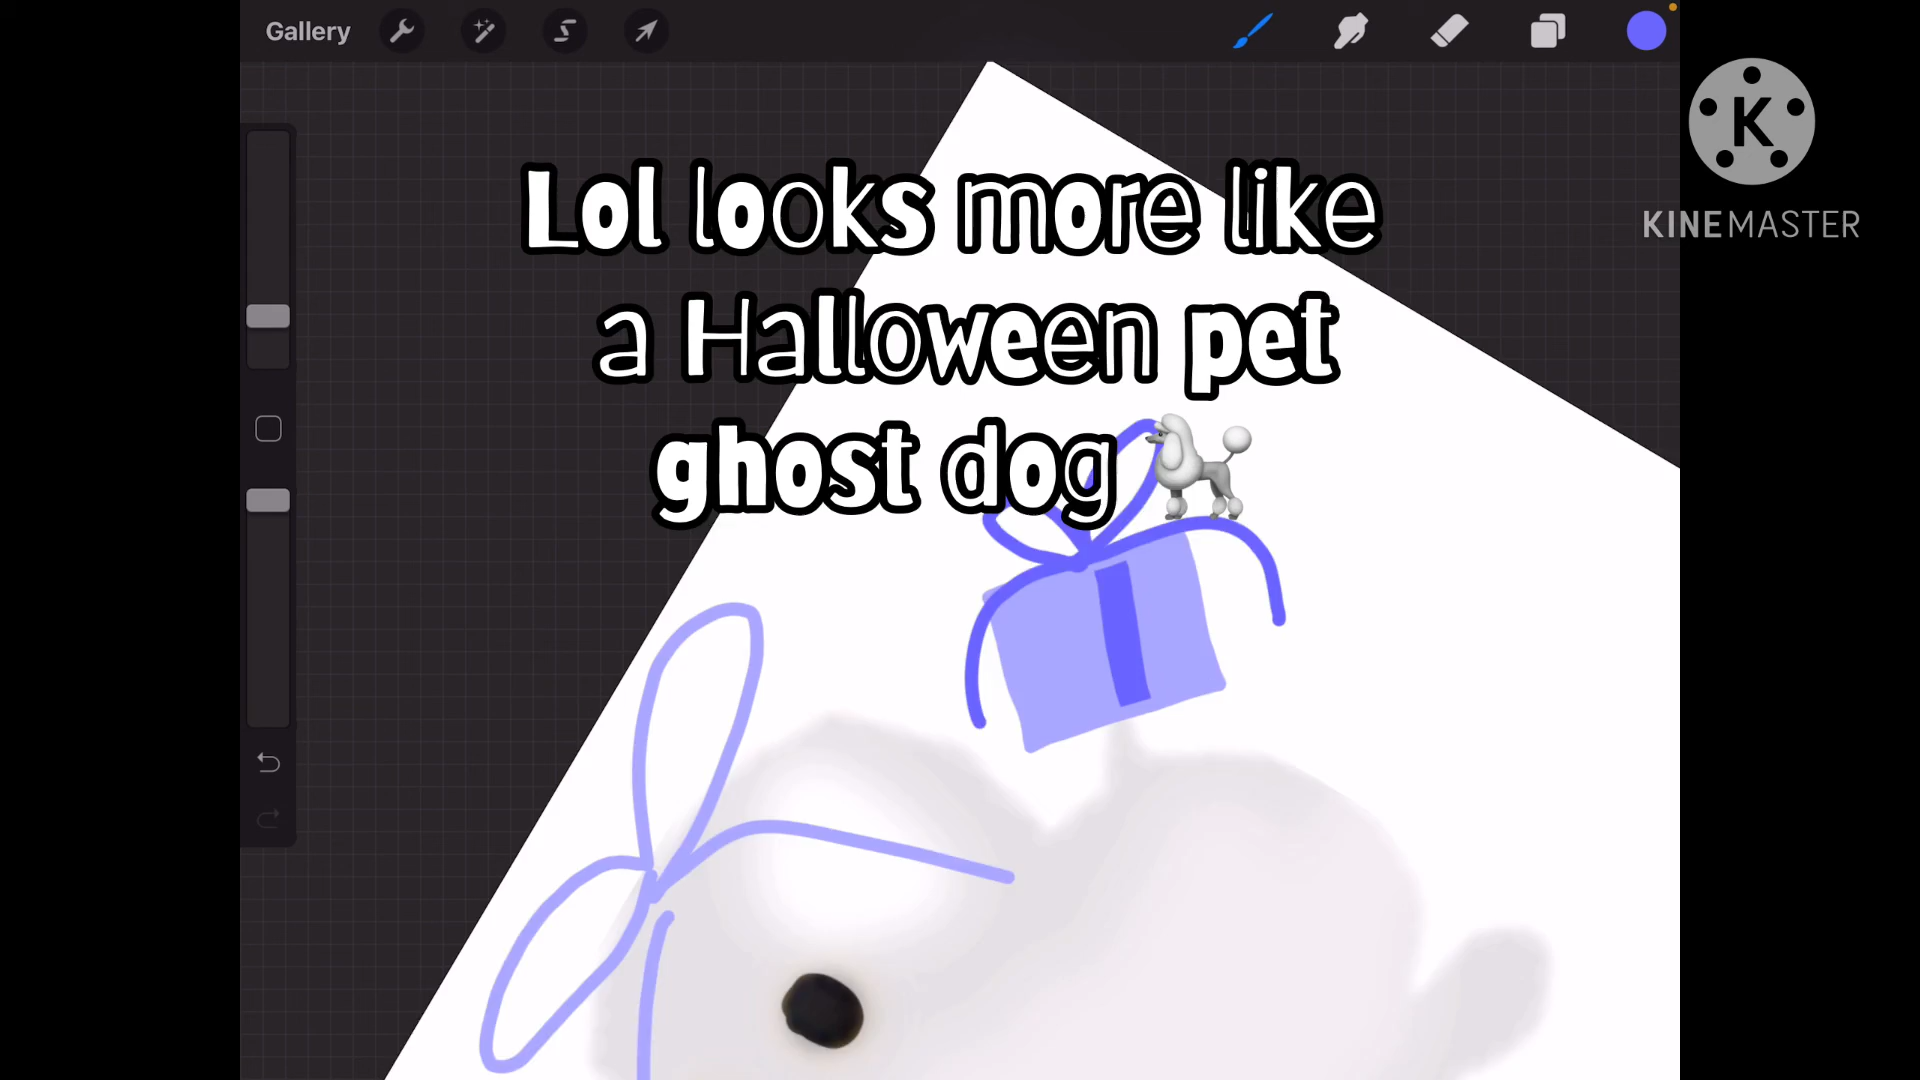 Gallery
KINEMASTER
Lol looks more like
a Halloween pet
ghost dog 🐩